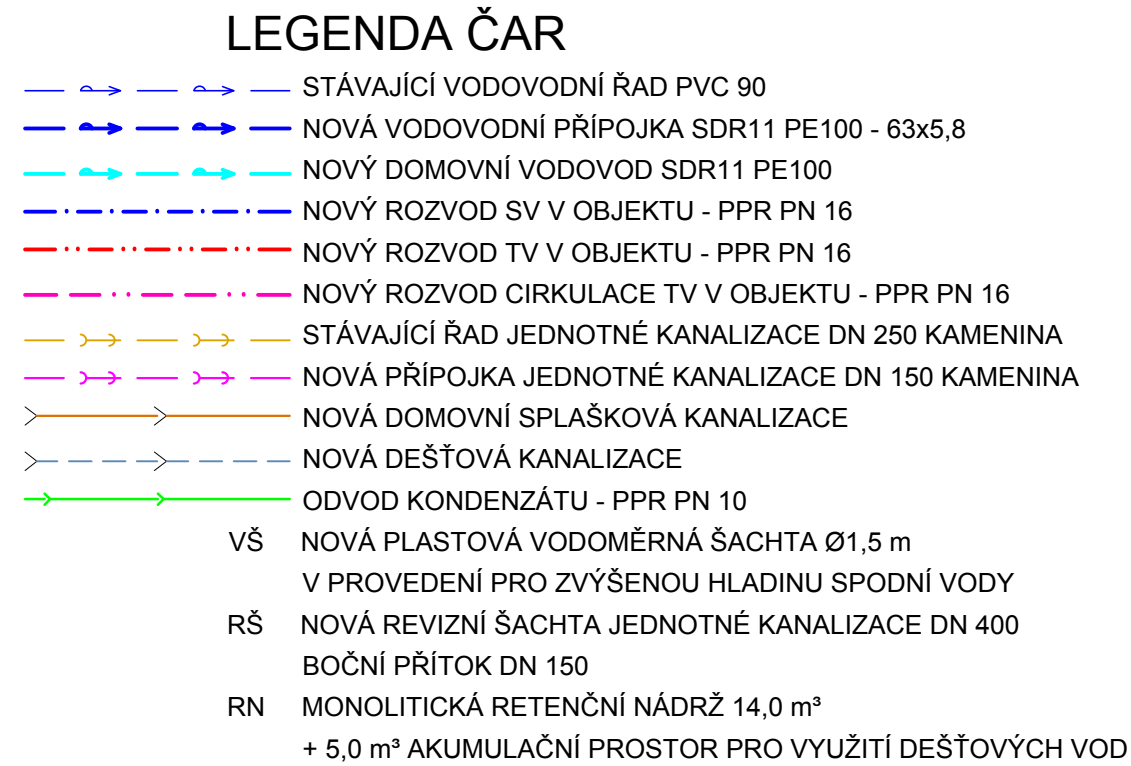 LEGENDA ČAR
STÁVAJÍCÍ VODOVODNÍ ŘAD PVC 90
NOVÁ VODOVODNÍ PŘÍPOJKA SDR11 PE100 - 63x5,8
NOVÝ DOMOVNÍ VODOVOD SDR11 PE100
NOVÝ ROZVOD SV V OBJEKTU - PPR PN 16
NOVÝ ROZVOD TV V OBJEKTU - PPR PN 16
NOVÝ ROZVOD CIRKULACE TV V OBJEKTU - PPR PN 16
STÁVAJÍCÍ ŘAD JEDNOTNÉ KANALIZACE DN 250 KAMENINA
NOVÁ PŘÍPOJKA JEDNOTNÉ KANALIZACE DN 150 KAMENINA
NOVÁ DOMOVNÍ SPLAŠKOVÁ KANALIZACE
NOVÁ DEŠŤOVÁ KANALIZACE
ODVOD KONDENZÁTU - PPR PN 10
VŠ NOVÁ PLASTOVÁ VODOMĚRNÁ ŠACHTA Ø1,5 m
V PROVEDENÍ PRO ZVÝŠENOU HLADINU SPODNÍ VODY
RŠ NOVÁ REVIZNÍ ŠACHTA JEDNOTNÉ KANALIZACE DN 400
BOČNÍ PŘÍTOK DN 150
RN MONOLITICKÁ RETENČNÍ NÁDRŽ 14,0 m³
+ 5,0 m³ AKUMULAČNÍ PROSTOR PRO VYUŽITÍ DEŠŤOVÝCH VOD